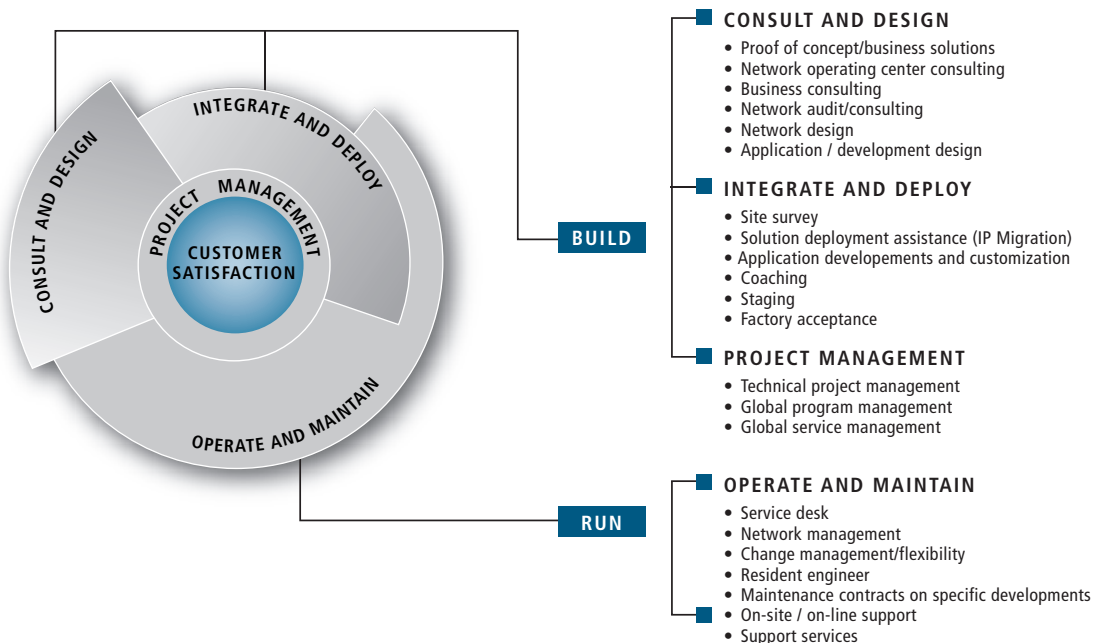 CONSULT AND DESIGN
INTEGRATE AND DEPLOY
PROJECT MANAGEMENT
CUSTOMER
SATISFACTION
OPERATE AND MAINTAIN
BUILD
RUN
CONSULT AND DESIGN
• Proof of concept/business solutions
• Network operating center consulting
• Business consulting
• Network audit/consulting
• Network design
• Application / development design
INTEGRATE AND DEPLOY
• Site survey
• Solution deployment assistance (IP Migration)
• Application developements and customization
• Coaching
• Staging
• Factory acceptance
PROJECT MANAGEMENT
• Technical project management
• Global program management
• Global service management
OPERATE AND MAINTAIN
• Service desk
• Network management
• Change management/flexibility
• Resident engineer
• Maintenance contracts on specific developments
• On-site / on-line support
• Support services